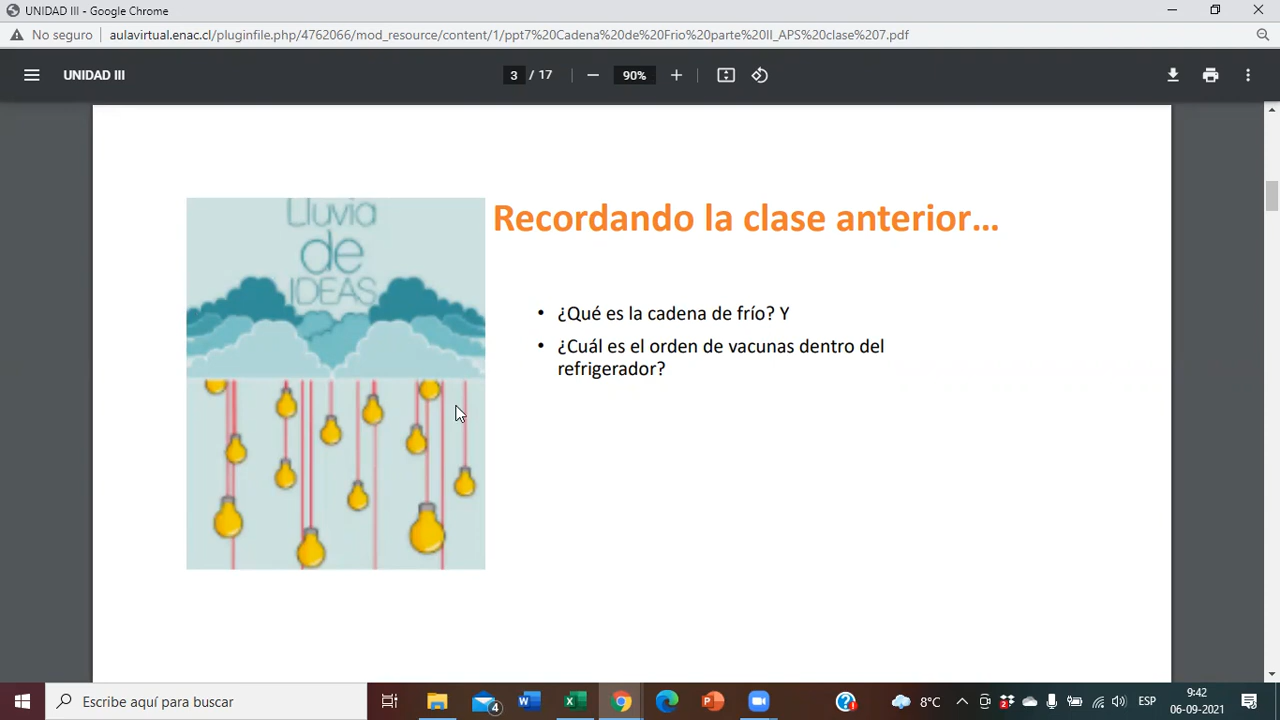 UNIDAD III - Google Chrome
No seguro
aulavirtual.enac.cl/pluginfile.php/4762066/mod_resource/content/1/ppt7%20Cadena%20de%20Frio%20parte%20II_APS%20clase%207.pdf
UNIDAD III
3 / 17
90%
Lluvia
de
IDEAS
Recordando la clase anterior...
• ¿Qué es la cadena de frío? Y
• ¿Cuál es el orden de vacunas dentro del
refrigerador?
Escribe aquí para buscar
4
8°C
ESP
9:42
06-09-2021